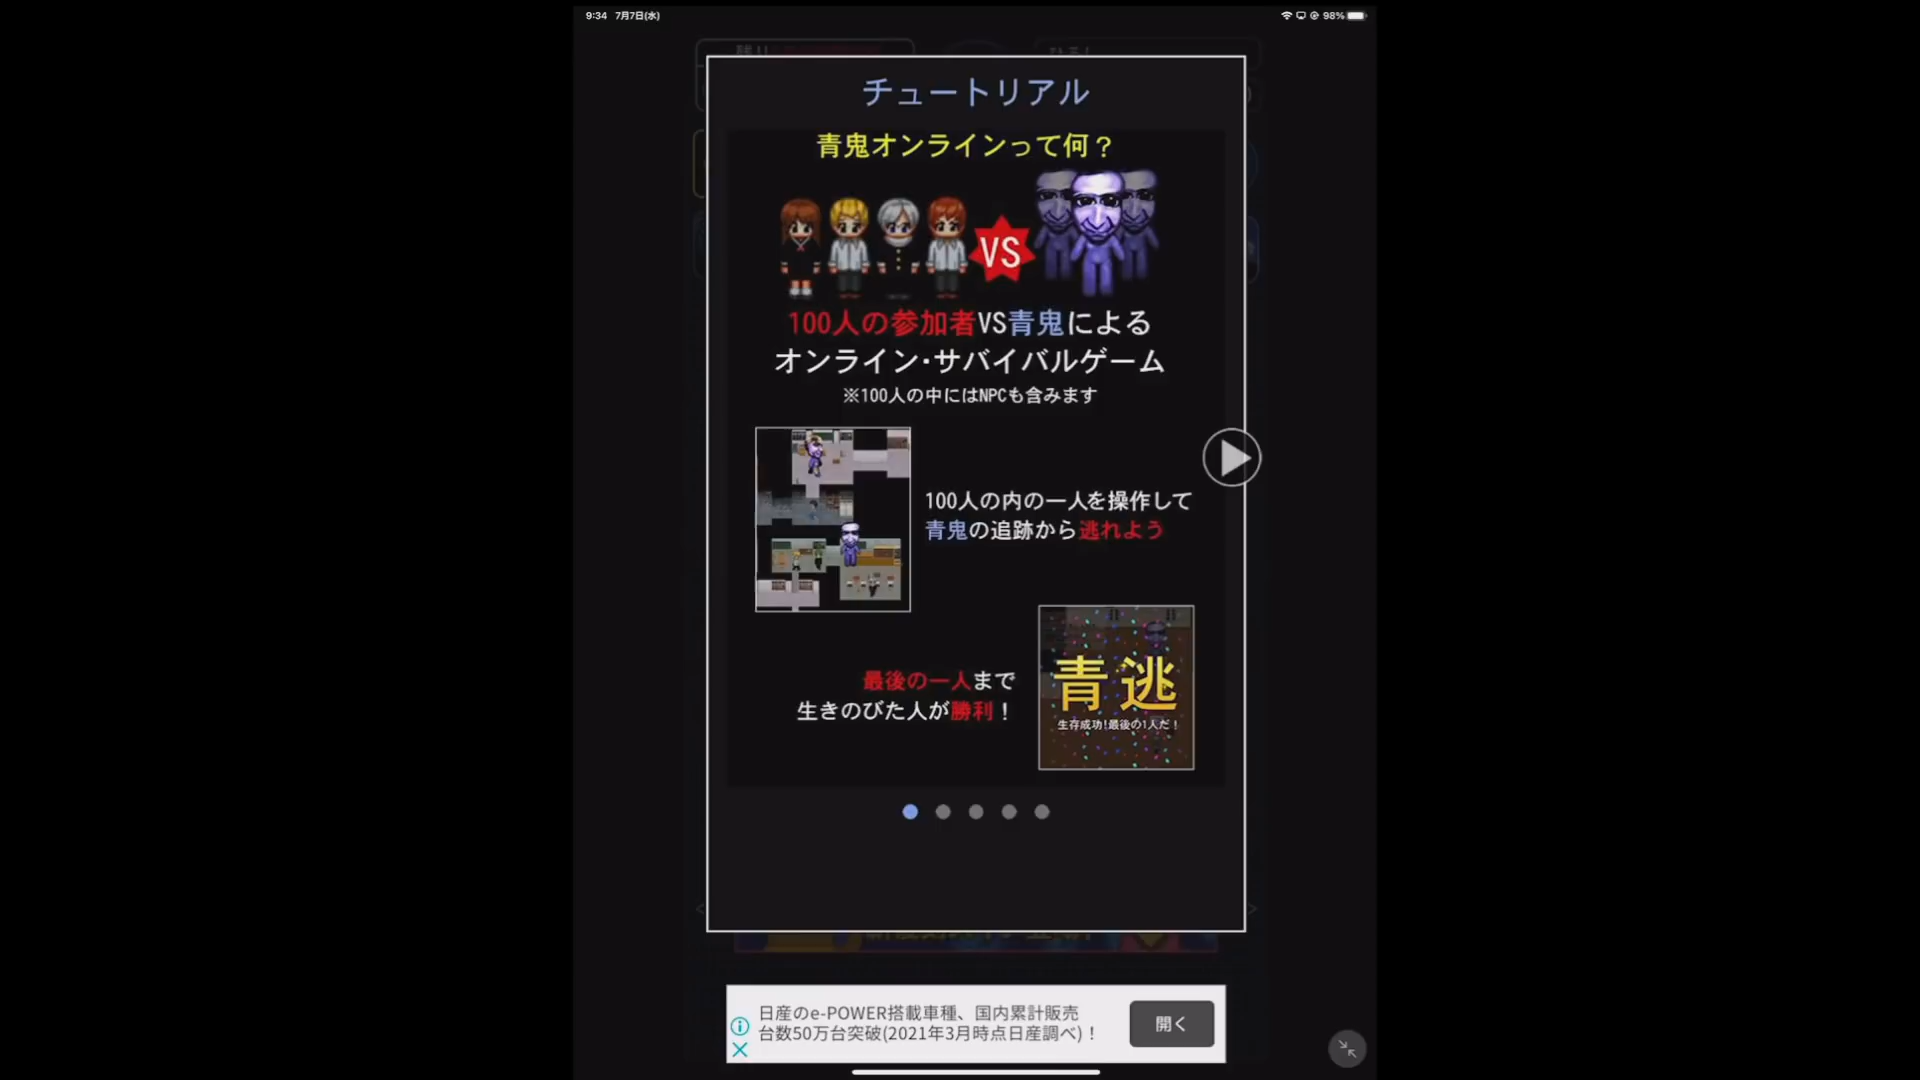 9:34 7月7日(水)
98%
チュートリアル
青鬼オンラインって何？
VS
100人の参加者VS青鬼による
オンライン・サバイバルゲーム
※100人の中にはNPCも含みます
100人の内の一人を操作して
青鬼の追跡から逃れよう
最後の一人まで
生きのびた人が勝利！
青逃
生存成功！最後の1人だ！
日産のe-POWER搭載車種、国内累計販売
台数50万台突破(2021年3月時点日産調べ)！
開く